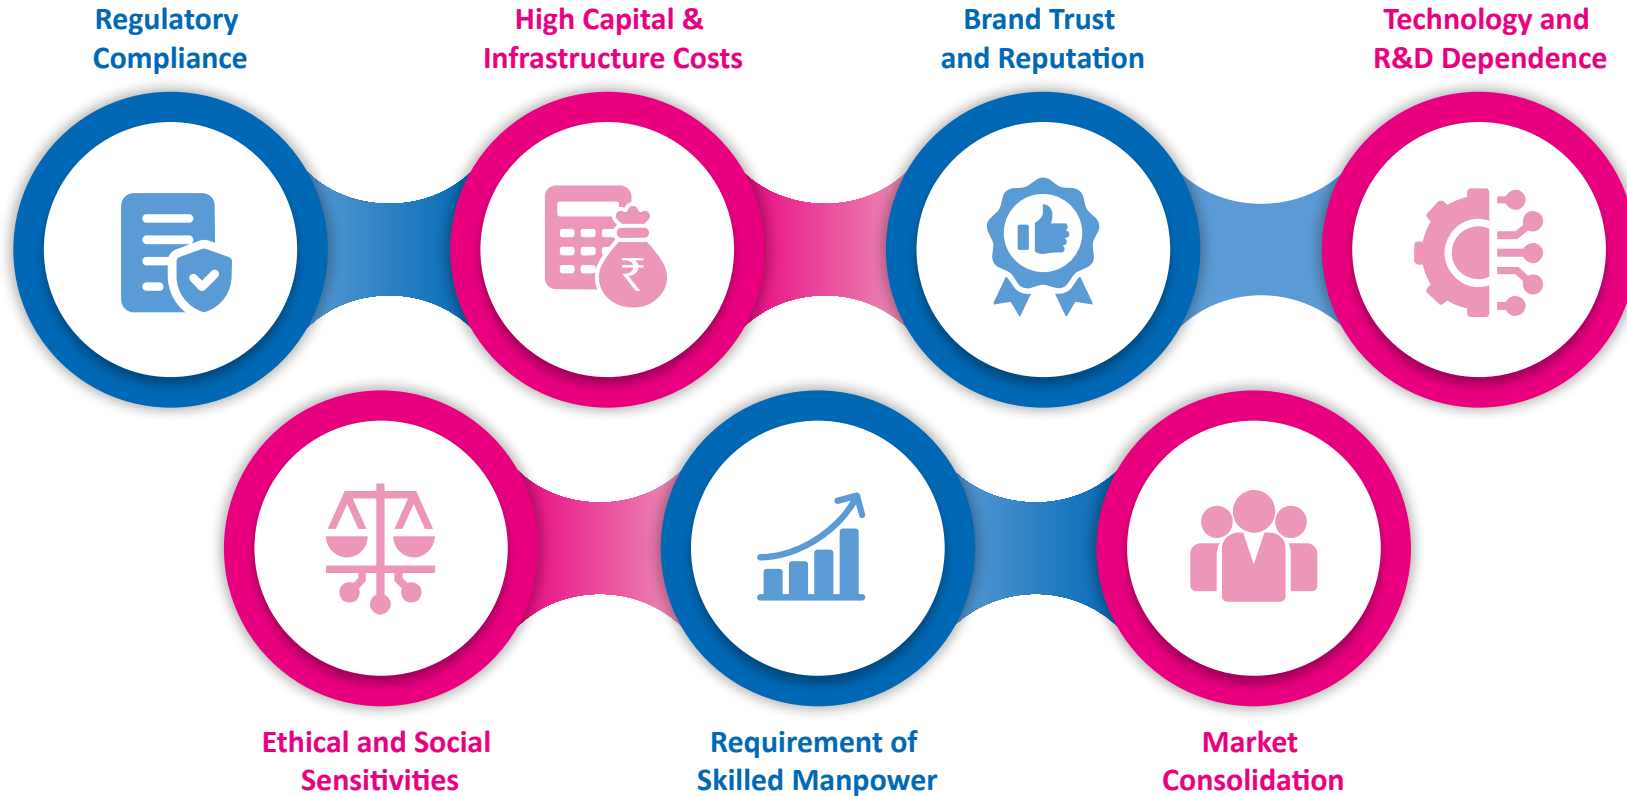 Regulatory
Compliance
High Capital &
Infrastructure Costs
Brand Trust
and Reputation
Technology and
R&D Dependence
₹
Ethical and Social
Sensitivities
Requirement of
Skilled Manpower
Market
Consolidation